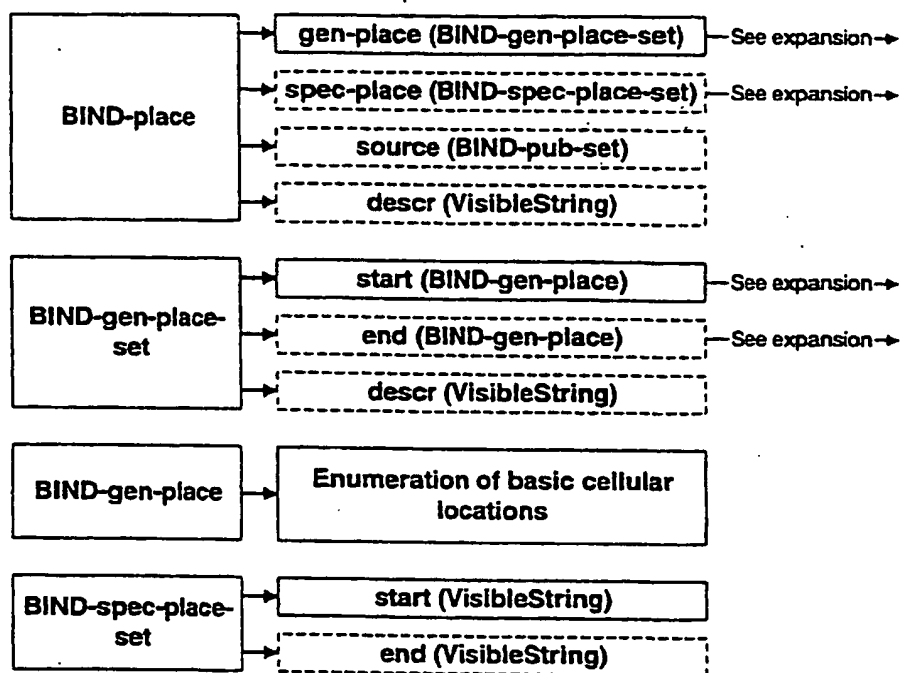 BIND-place
gen-place (BIND-gen-place-set)
See expansion
spec-place (BIND-spec-place-set)
See expansion
source (BIND-pub-set)
descr (VisibleString)
BIND-gen-place-
set
start (BIND-gen-place)
See expansion
end (BIND-gen-place)
See expansion
descr (VisibleString)
BIND-gen-place
Enumeration of basic cellular
locations
BIND-spec-place-
set
start (VisibleString)
end (VisibleString)